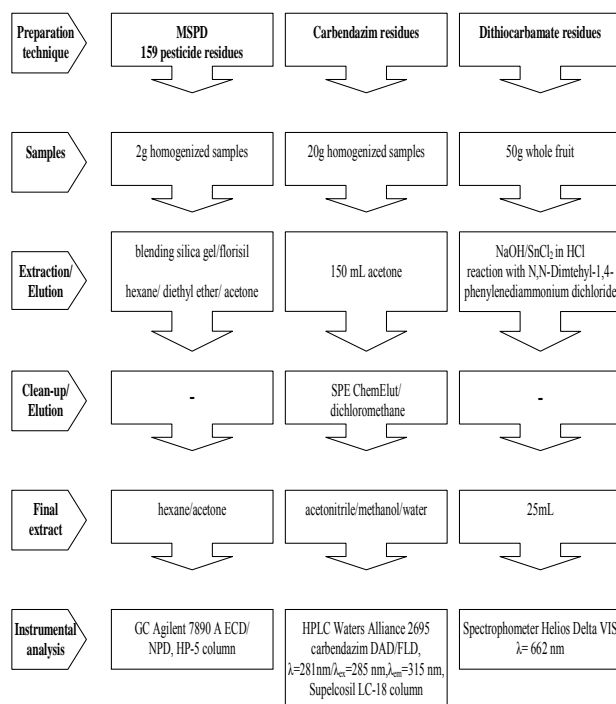 Preparation
technique
MSPD
159 pesticide residues
Carbendazim residues
Dithiocarbamate residues
Samples
2g homogenized samples
20g homogenized samples
50g whole fruit
Extraction/
Elution
blending silica gel/florisil
hexane/ diethyl ether/ acetone
150 mL acetone
NaOH/SnCl2 in HCl
reaction with N,N-Dimtehyl-1,4-
phenylenediammonium dichloride
Clean-up/
Elution
-
SPE ChemElut/
dichloromethane
-
Final
extract
hexane/acetone
acetonitrile/methanol/water
25mL
Instrumental
analysis
GC Agilent 7890 A ECD/
NPD, HP-5 column
HPLC Waters Alliance 2695
carbendazim DAD/FLD,
λ=281nm/λex=285 nm,λem=315 nm,
Supelcosil LC-18 column
Spectrophometer Helios Delta VIS
λ= 662 nm